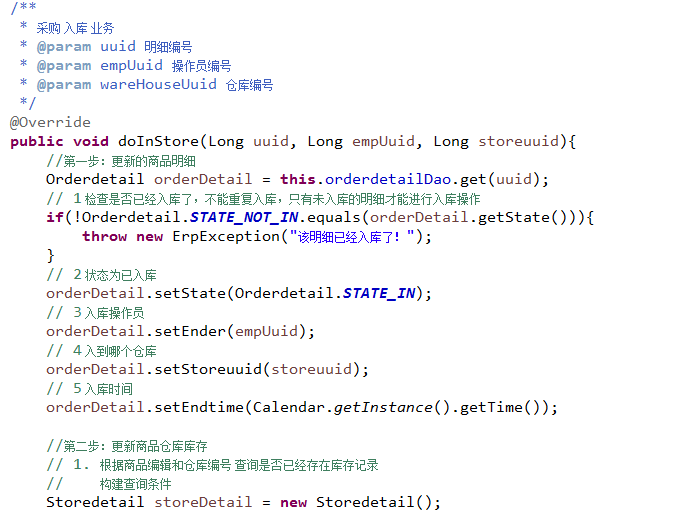 /**
 * 采购 入库 业务
 * @param uuid 明细编号
 * @param empUuid 操作员编号
 * @param wareHouseUuid 仓库编号
 */
@Override
public void doInStore(Long uuid, Long empUuid, Long storeuuid){
    //第一步：更新的商品明细
    Orderdetail orderDetail = this.orderdetailDao.get(uuid);
    // 1 检查是否已经入库了，不能重复入库，只有未入库的明细才能进行入库操作
    if(!Orderdetail.STATE_NOT_IN.equals(orderDetail.getState())){
        throw new ErpException("该明细已经入库了！");
    }
    // 2 状态为已入库
    orderDetail.setState(Orderdetail.STATE_IN);
    // 3 入库操作员
    orderDetail.setEnder(empUuid);
    // 4 入到哪个仓库
    orderDetail.setStoreuuid(storeuuid);
    // 5 入库时间
    orderDetail.setEndtime(Calendar.getInstance().getTime());

    //第二步：更新商品仓库库存
    // 1. 根据商品编辑和仓库编号 查询是否已经存在库存记录
    //    构建查询条件
    Storedetail storeDetail = new Storedetail();